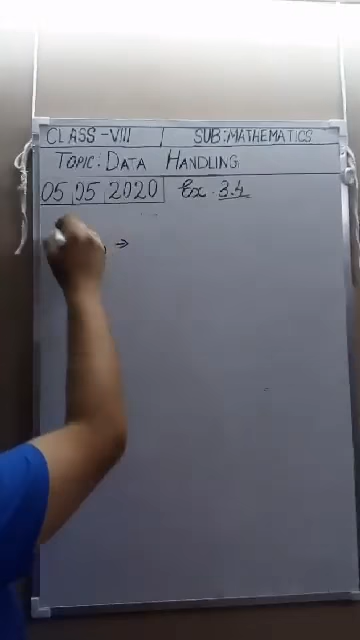 CLASS-VIII | SUB:MATHEMATICS
TOPIC: DATA HANDLING
05 05 2020 Ex. 3.4
→